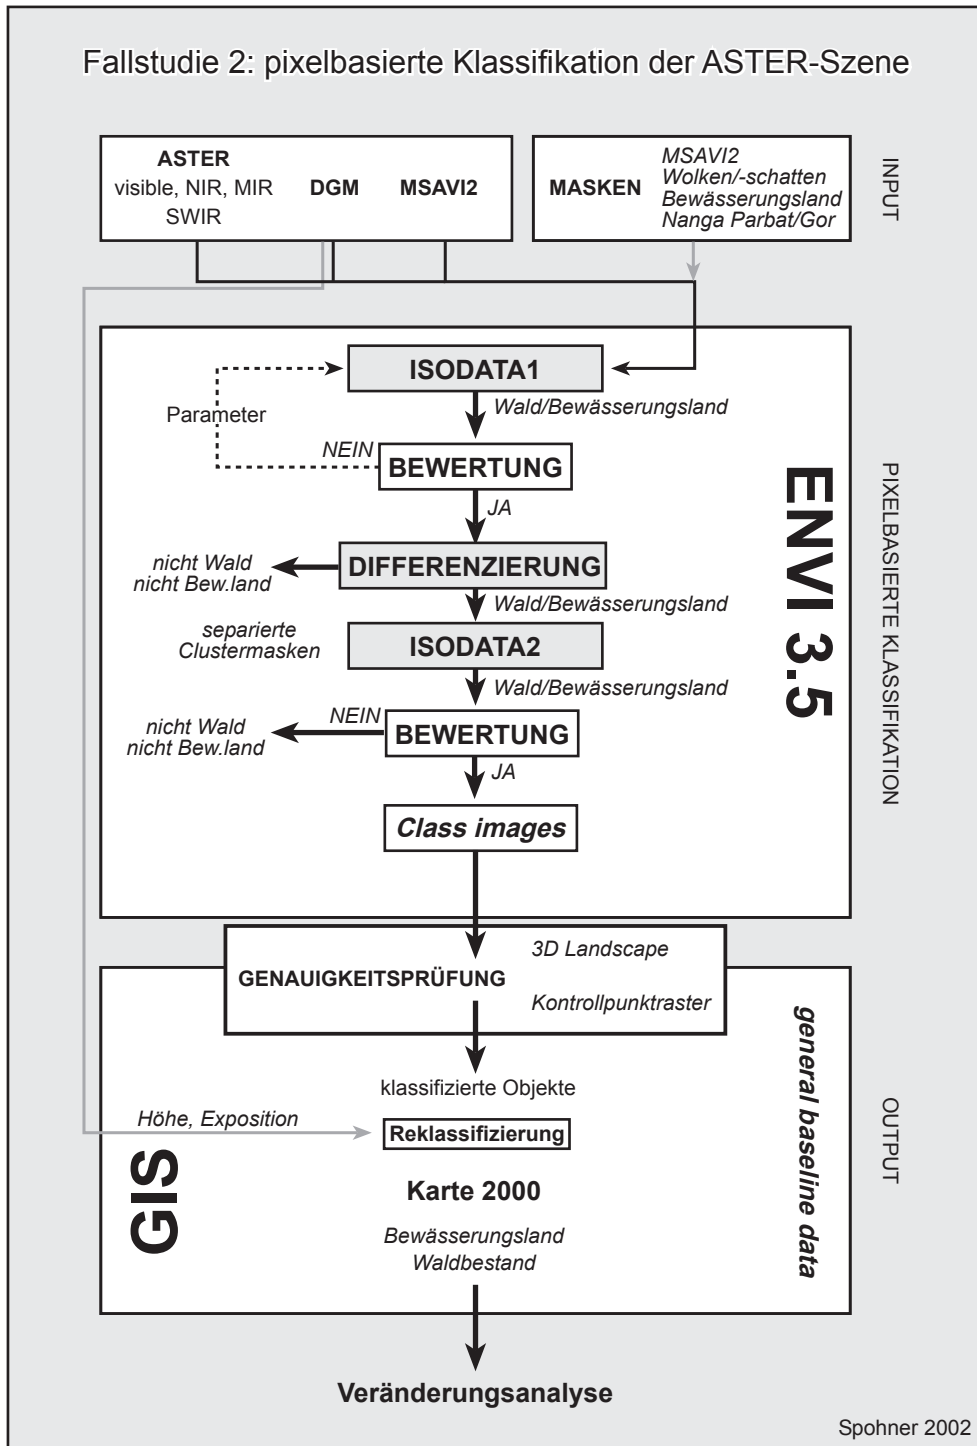 Fallstudie 2: pixelbasierte Klassifikation der ASTER-Szene
ASTER
visible, NIR, MIR
SWIR
DGM
MSAVI2
MASKEN
MSAVI2
Wolken/-schatten
Bewässerungsland
Nanga Parbat/Gor
INPUT
ISODATA1
Wald/Bewässerungsland
Parameter
NEIN
BEWERTUNG
JA
nicht Wald
nicht Bew.land
DIFFERENZIERUNG
Wald/Bewässerungsland
separierte
Clustermasken
ISODATA2
Wald/Bewässerungsland
NEIN
nicht Wald
nicht Bew.land
BEWERTUNG
JA
Class images
ENVI 3.5
PIXELBASIERTE KLASSIFIKATION
GENAUIGKEITSPRÜFUNG
3D Landscape
Kontrollpunktraster
klassifizierte Objekte
Höhe, Exposition
Reklassifizierung
GIS
Karte 2000
Bewässerungsland
Waldbestand
general baseline data
OUTPUT
Veränderungsanalyse
Spohner 2002